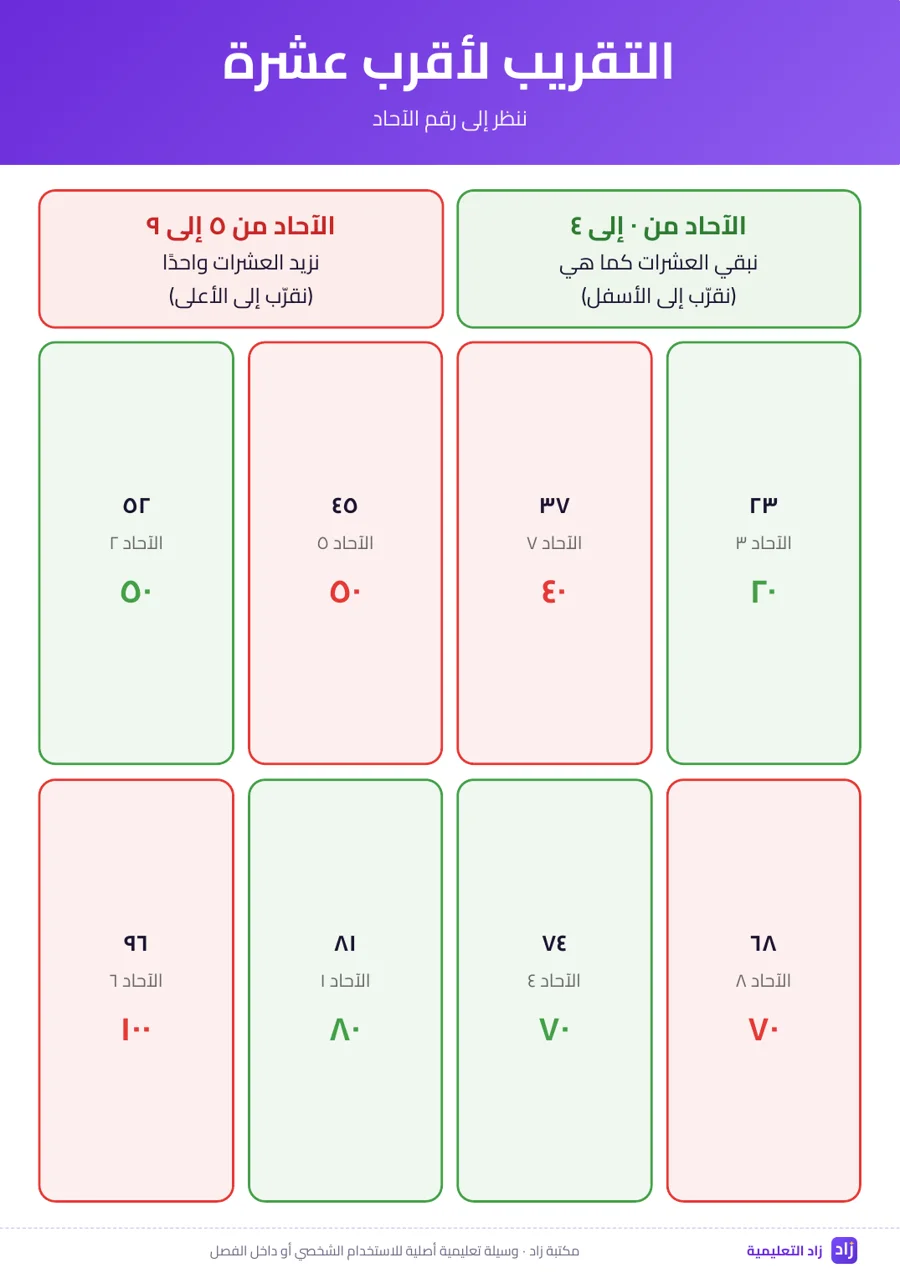 التقريب لأقرب عشرة
ننظر إلى رقم الآحاد
الآحاد من ٠ إلى ٤
نبقي العشرات كما هي
(نقرّب إلى الأسفل)
الآحاد من ٥ إلى ٩
نزيد العشرات واحدًا
(نقرّب إلى الأعلى)
٢٣
الآحاد ٣
٢٠
٣٧
الآحاد ٧
٤٠
٤٥
الآحاد ٥
٥٠
٥٢
الآحاد ٢
٥٠
٦٨
الآحاد ٨
٧٠
٧٤
الآحاد ٤
٧٠
٨١
الآحاد ١
٨٠
٩٦
الآحاد ٦
١٠٠
زاد
زاد التعليمية
مكتبة زاد · وسيلة تعليمية أصلية للاستخدام الشخصي أو داخل الفصل